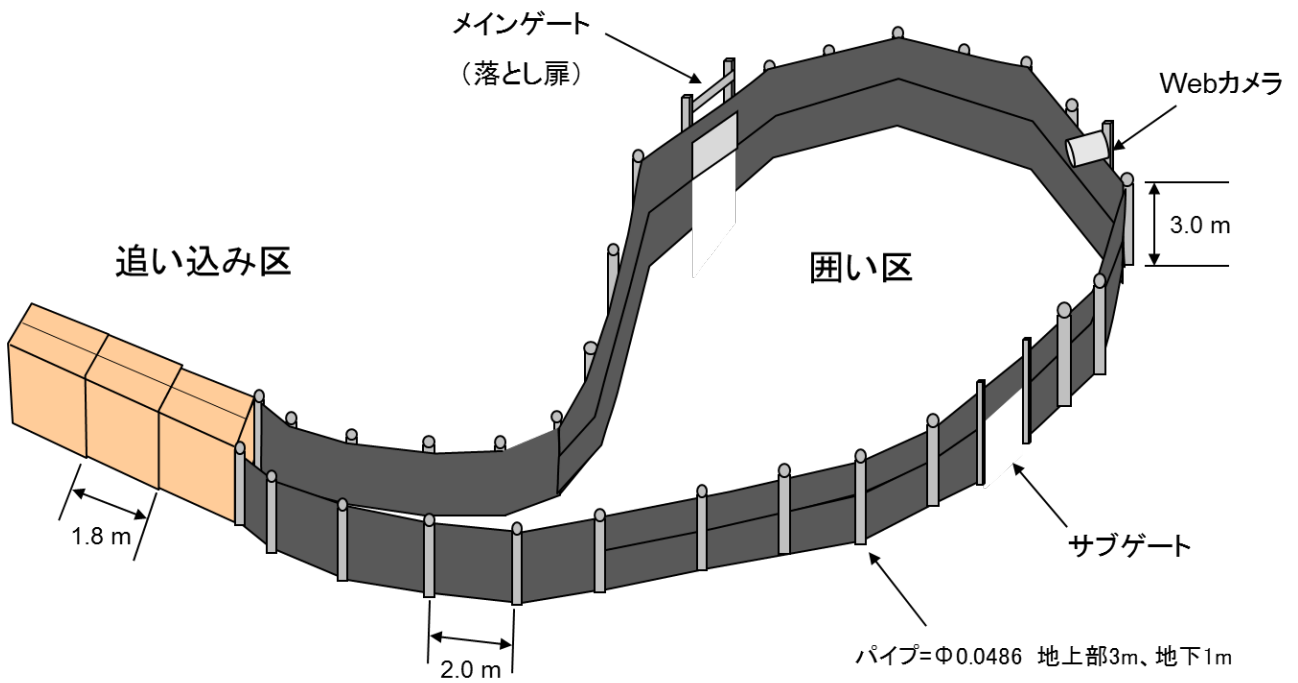 メインゲート
（落とし扉）
Webカメラ
3.0 m
追い込み区
囲い区
1.8 m
サブゲート
2.0 m
パイプ=Φ0.0486 地上部3m、地下1m